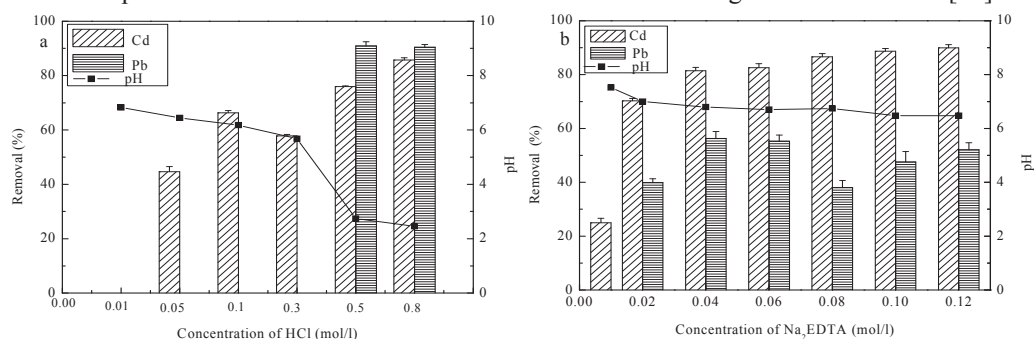 a
Cd
Pb
pH
100
80
60
40
20
0
10
8
6
4
2
0
Removal (%)
pH
0.00 0.01 0.05 0.1 0.3 0.5 0.8
Concentration of HCl (mol/l)
b
Cd
Pb
pH
100
80
60
40
20
0
10
8
6
4
2
0
Removal (%)
pH
0.00 0.02 0.04 0.06 0.08 0.10 0.12
Concentration of Na2EDTA (mol/l)